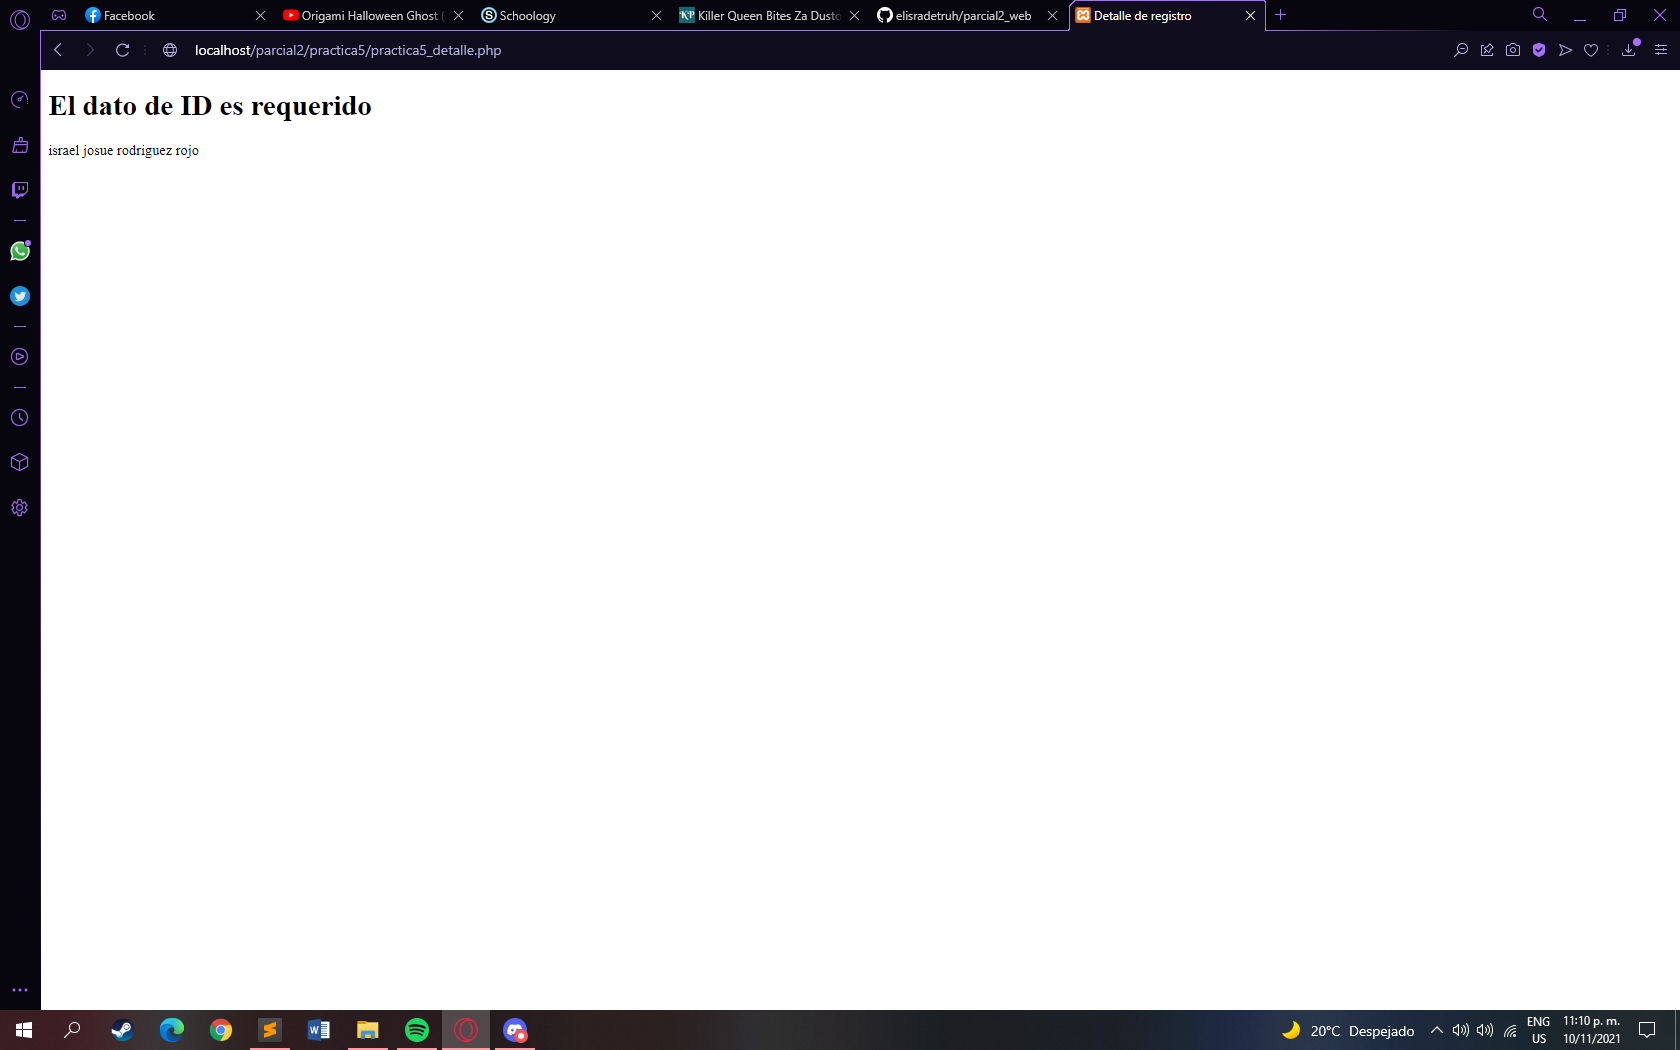 Facebook
Origami Halloween Ghost (
Schoology
Killer Queen Bites Za Dusto
elisradetruh/parcial2_web
Detalle de registro
localhost/parcial2/practica5/practica5_detalle.php
El dato de ID es requerido
israel josue rodriguez rojo
20°C Despejado
ENG
US
11:10 p. m.
10/11/2021